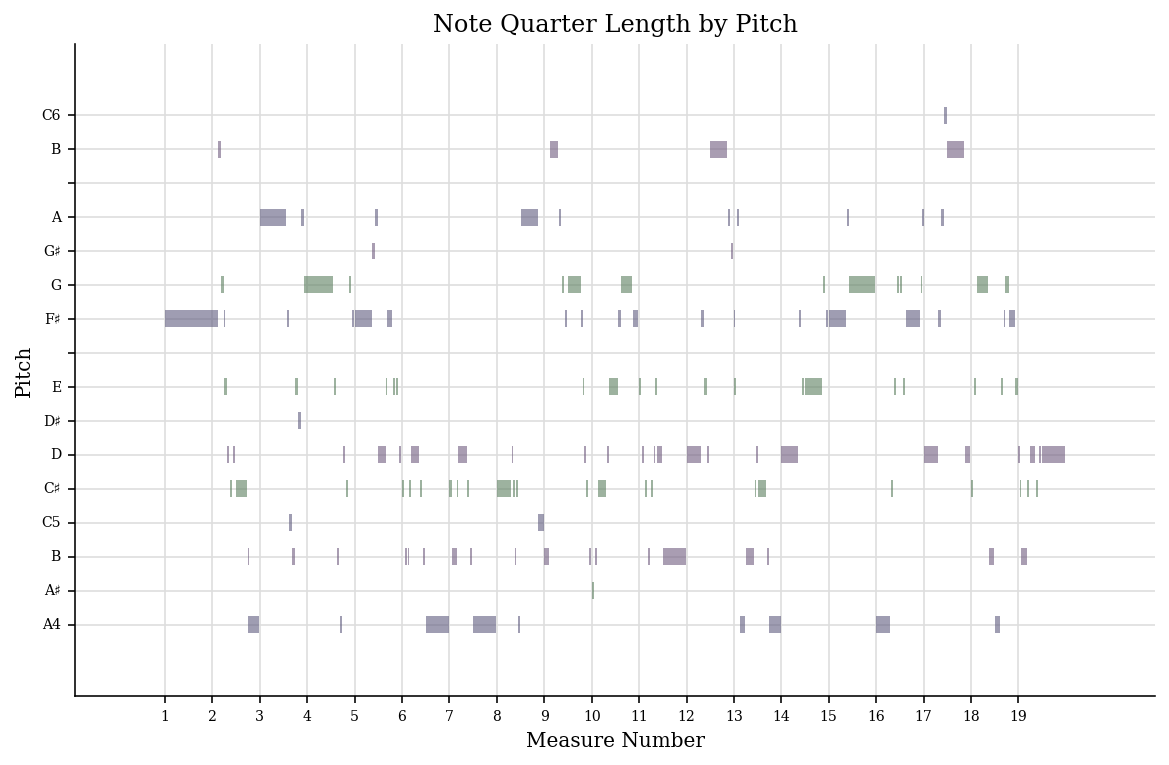 Note Quarter Length by Pitch
C6
B
A
G♯
G
F♯
E
D♯
D
C♯
C5
B
A♯
A4
Pitch
1 2 3 4 5 6 7 8 9 10 11 12 13 14 15 16 17 18 19
Measure Number